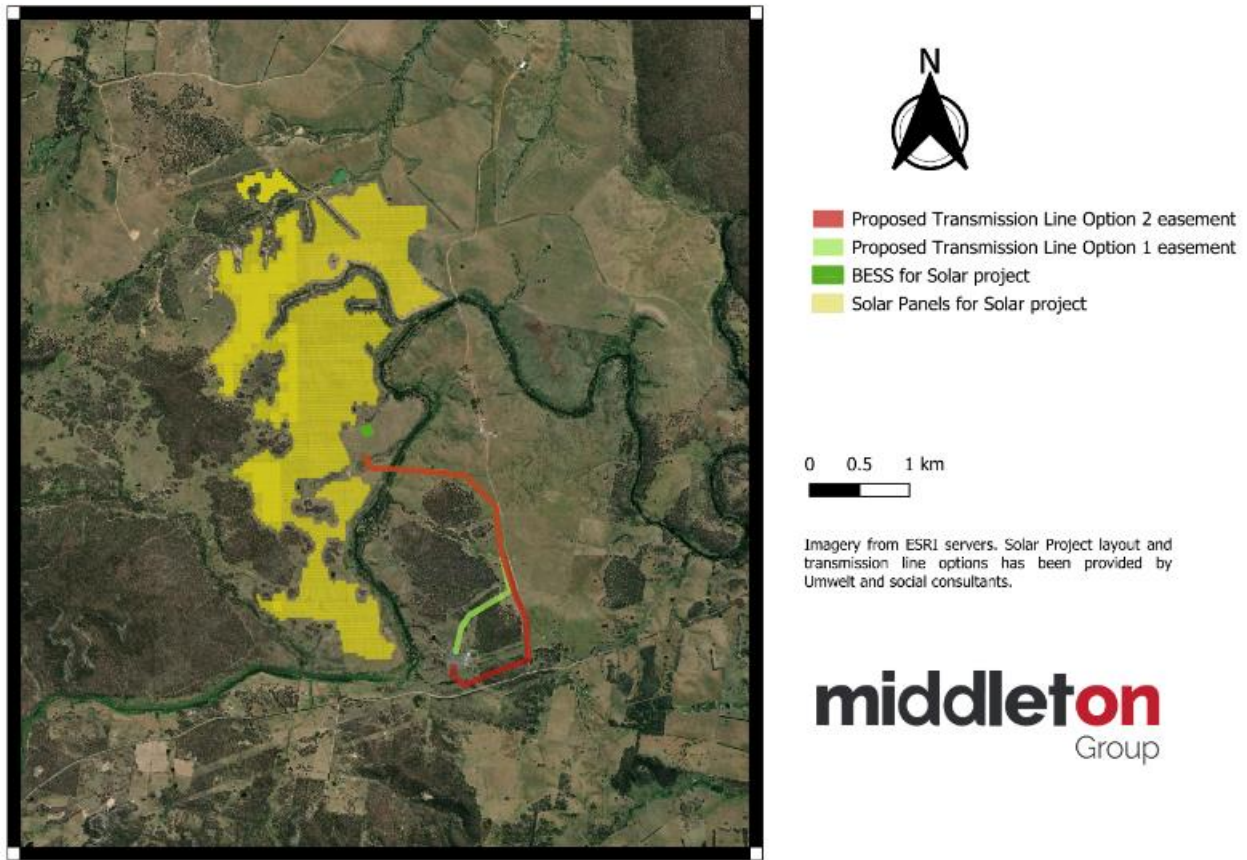 N
Proposed Transmission Line Option 2 easement
Proposed Transmission Line Option 1 easement
BESS for Solar project
Solar Panels for Solar project
0 0.5 1 km
Imagery from ESRI servers. Solar Project layout and
transmission line options has been provided by
Umwelt and social consultants.
middleton
Group